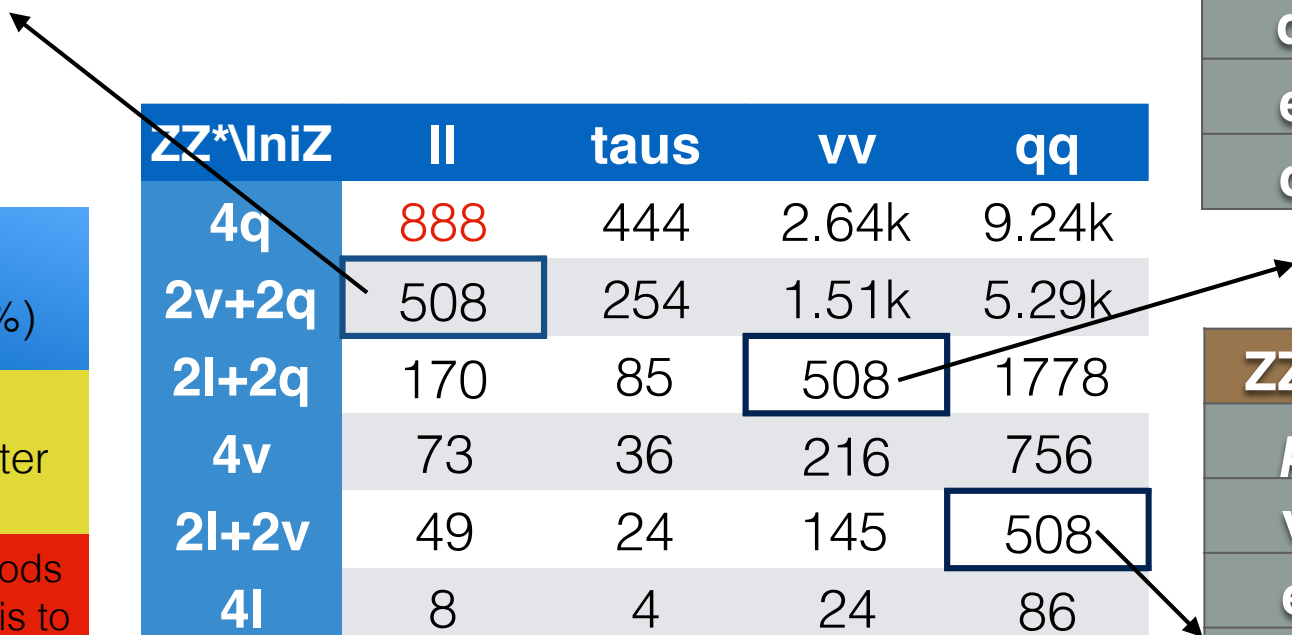 ZZ*\IniZ ll taus vv qq
4q 888 444 2.64k 9.24k
2v+2q 508 254 1.51k 5.29k
2l+2q 170 85 508 1778
4v 73 36 216 756
2l+2v 49 24 145 508
4l 8 4 24 86
%)
ter
ods
is to
ZZ